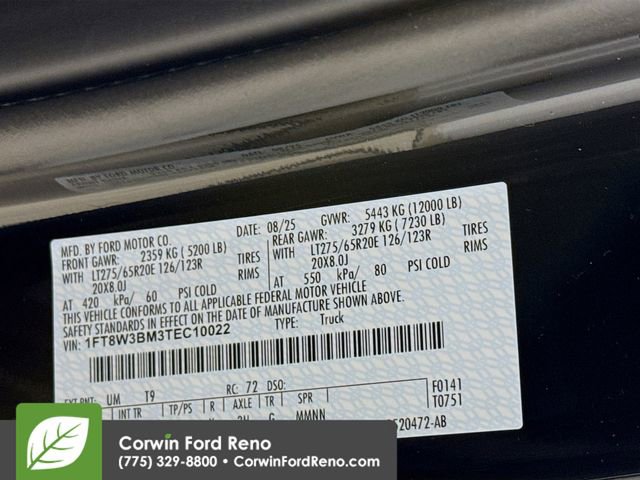 MFD. BY FORD MOTOR CO.
DATE: 08/25 GVWR: 5443 KG (12000 LB)
FRONT GAWR: 2359 KG (5200 LB) REAR GAWR: 3279 KG (7230 LB)
WITH LT275/65R20E 126/123R TIRES WITH LT275/65R20E 126/123R TIRES
20X8.0J RIMS 20X8.0J RIMS
AT 420 kPa/ 60 PSI COLD AT 550 kPa/ 80 PSI COLD
THIS VEHICLE CONFORMS TO ALL APPLICABLE FEDERAL MOTOR VEHICLE
SAFETY STANDARD IN EFFECT ON THE DATE OF MANUFACTURE SHOWN ABOVE.
VIN: 1FT8W3BM3TEC10022 TYPE: Truck
EXT PNT: UM T9 RC: 72 DSO: F0141
INT TR TP/PS R AXLE TR SPR T0751
G MMNN 520472-AB
Corwin Ford Reno
(775) 329-8800 • CorwinFordReno.com